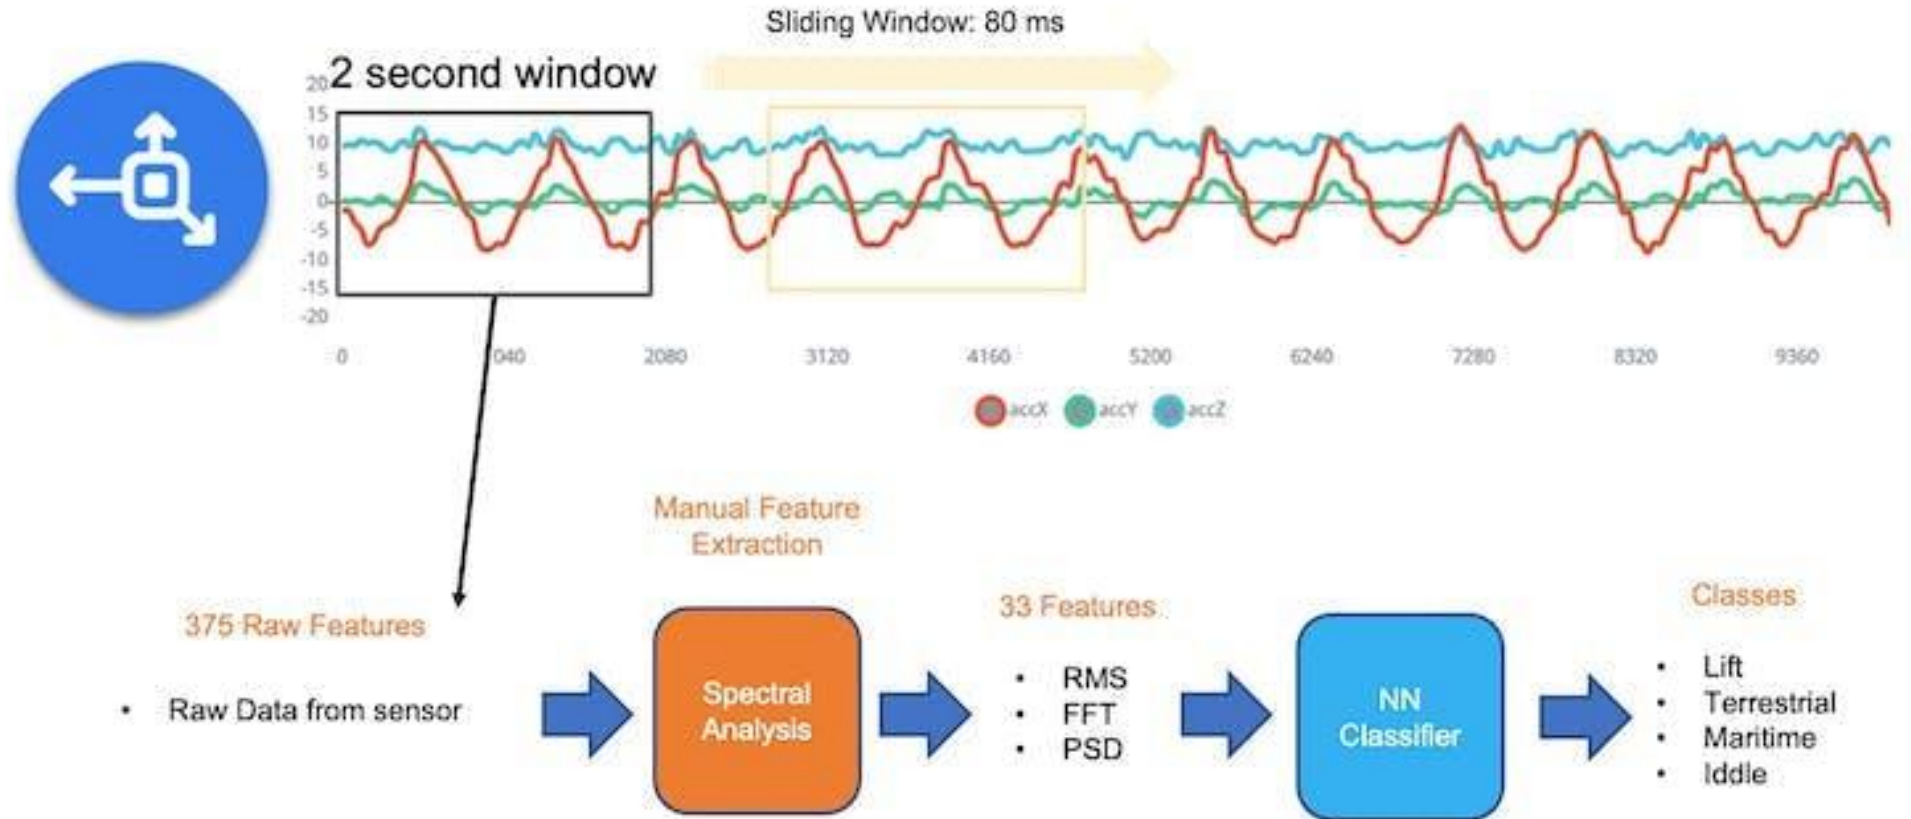 Sliding Window: 80 ms
2 second window
20
15
10
5
0
-5
-10
-15
-20
0 040 2080 3120 4160 5200 6240 7280 8320 9360
accX accY accZ
Manual Feature
Extraction
375 Raw Features
• Raw Data from sensor
Spectral
Analysis
33 Features
• RMS
• FFT
• PSD
NN
Classifier
Classes
• Lift
• Terrestrial
• Maritime
• Iddle